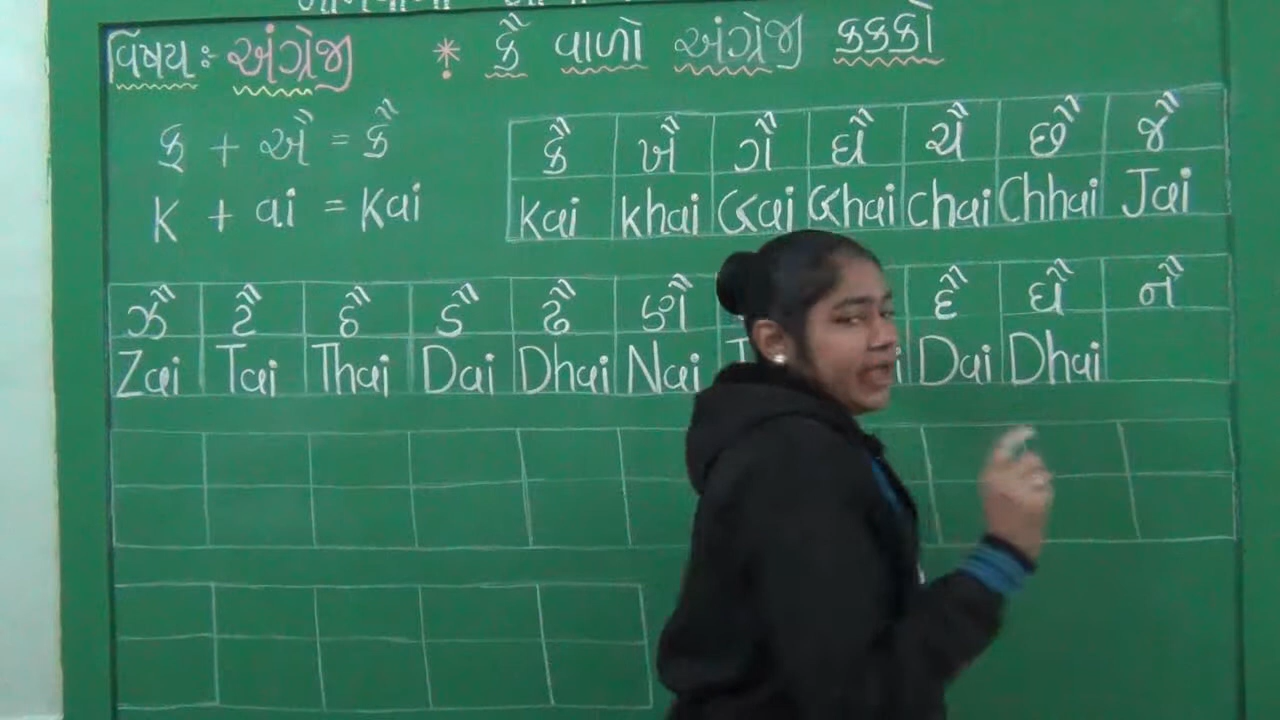 વિષય:- અંગ્રેજી * કૈ વાળો અંગ્રેજી કક્કો
ક + ઐ = કૈ
K + ai = Kai
કૈ ખૈ ગૈ ઘૈ ચૈ છૈ જૈ
Kai khai Gai Ghai chai Chhai Jai
ઝૈ ટૈ ઠૈ ડૈ ઢૈ ણૈ દૈ ધૈ નૈ
Zai Tai Thai Dai Dhai Nai Dai Dhai